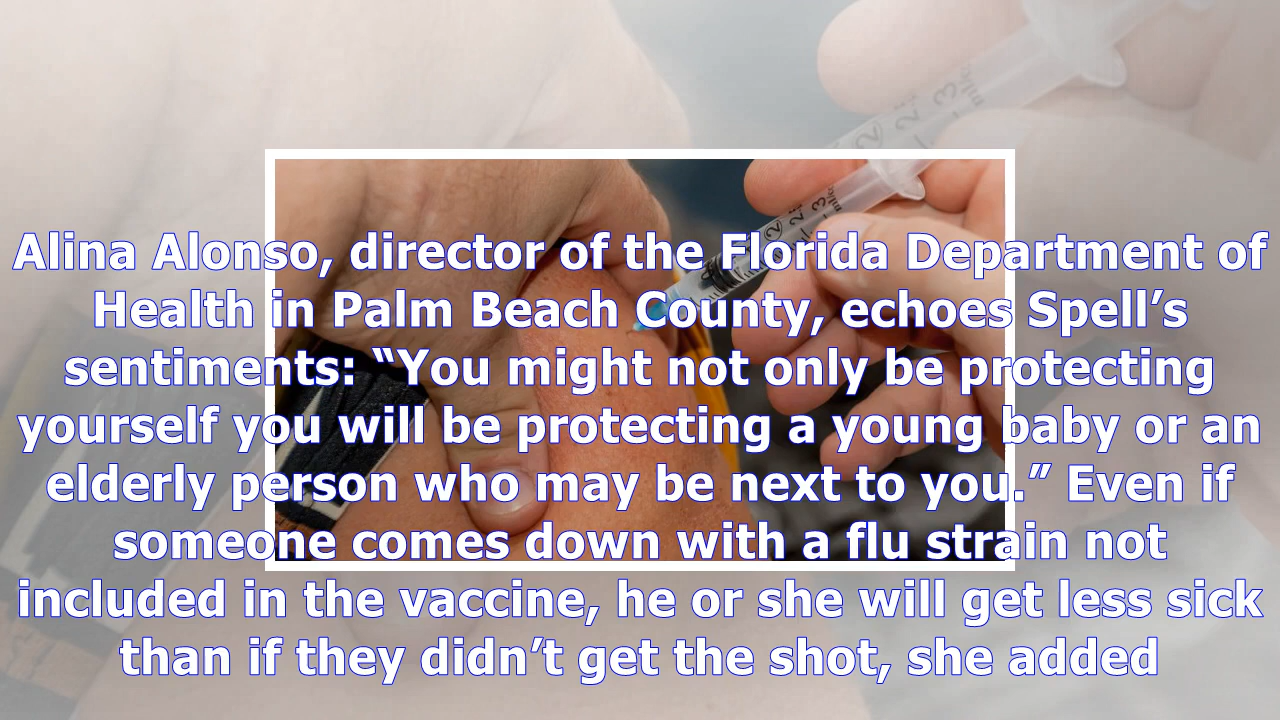 Alina Alonso, director of the Florida Department of
Health in Palm Beach County, echoes Spell’s
sentiments: “You might not only be protecting
yourself you will be protecting a young baby or an
elderly person who may be next to you.” Even if
someone comes down with a flu strain not
included in the vaccine, he or she will get less sick
than if they didn’t get the shot, she added